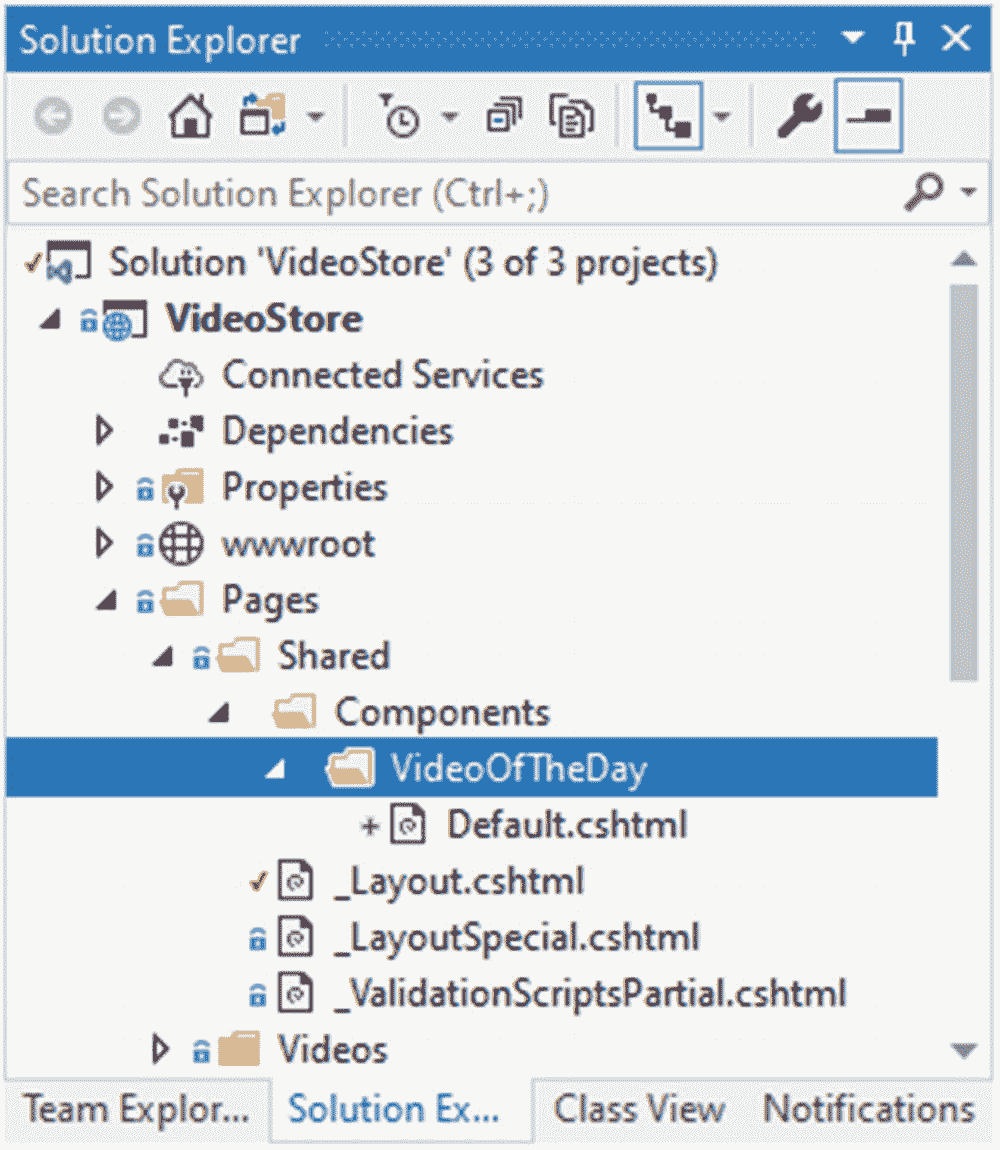 Solution Explorer
Search Solution Explorer (Ctrl+;)
Solution 'VideoStore' (3 of 3 projects)
VideoStore
Connected Services
Dependencies
Properties
wwwroot
Pages
Shared
Components
VideoOfTheDay
Default.cshtml
_Layout.cshtml
_LayoutSpecial.cshtml
_ValidationScriptsPartial.cshtml
Videos
Team Explor... Solution Ex... Class View Notifications